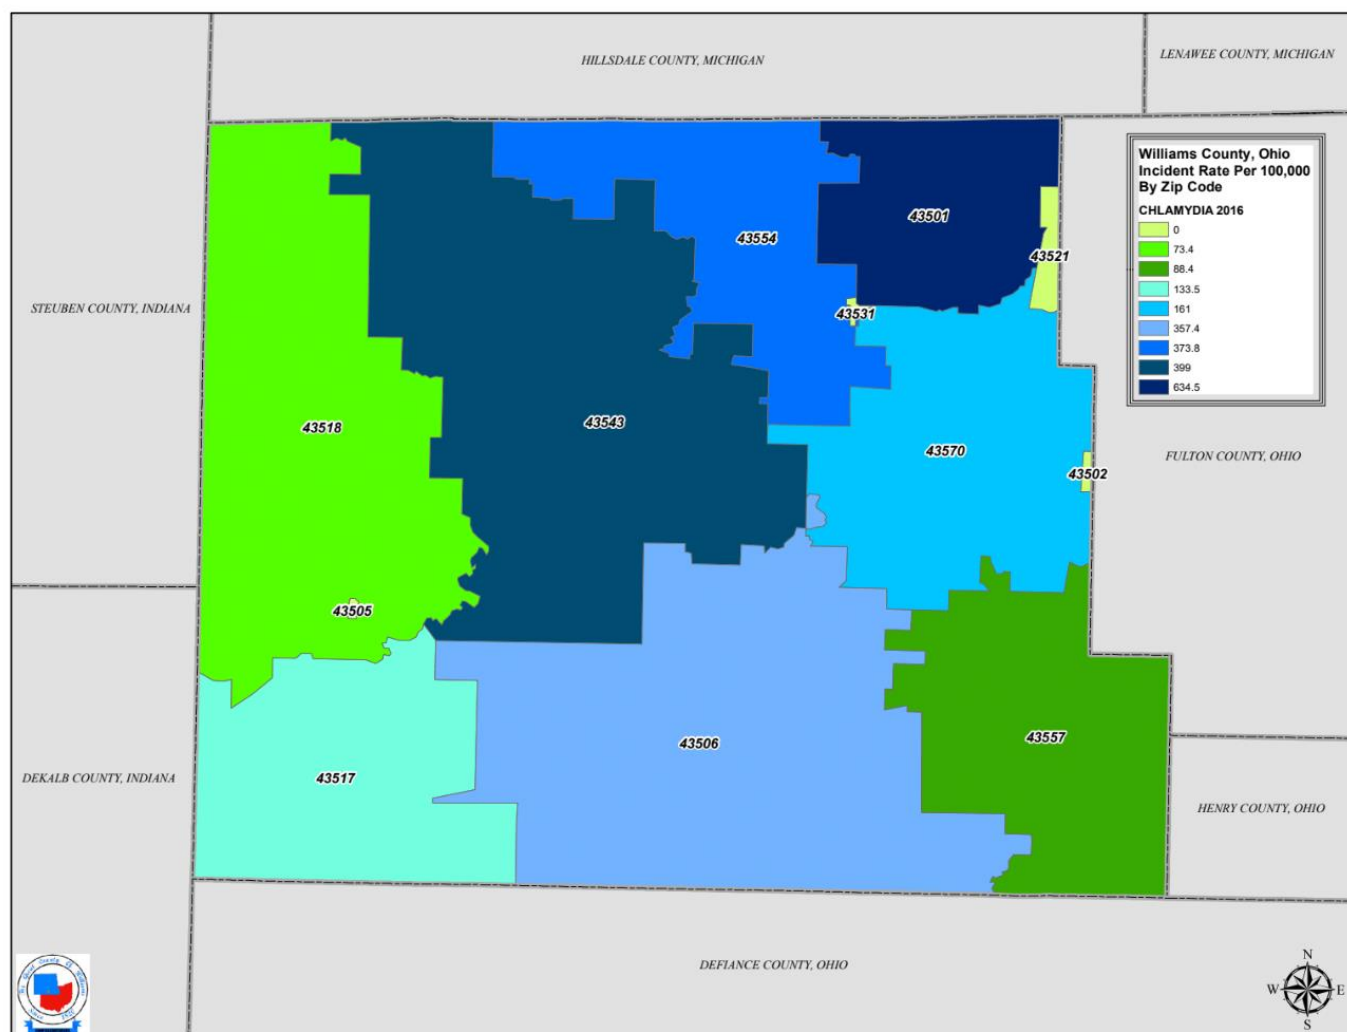 HILLSDALE COUNTY, MICHIGAN
LENAWEE COUNTY, MICHIGAN
Williams County, Ohio
Incident Rate Per 100,000
By Zip Code
CHLAMYDIA 2016
0
73.4
88.4
133.5
161
357.4
373.8
399
634.5
43501
43554
43521
STEUBEN COUNTY, INDIANA
43531
43518
43543
43570
FULTON COUNTY, OHIO
43502
43505
43506
43557
43517
DEKALB COUNTY, INDIANA
HENRY COUNTY, OHIO
DEFIANCE COUNTY, OHIO
N
W
E
S